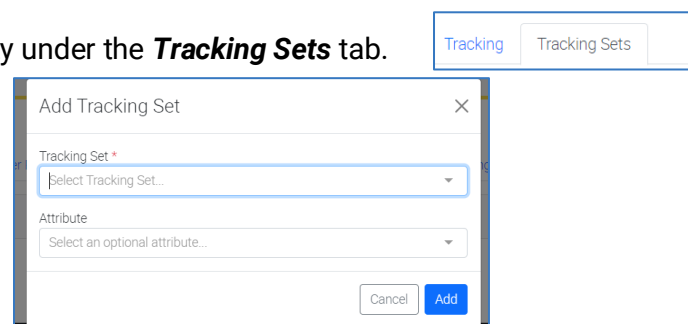 y under the Tracking Sets tab.
Tracking Tracking Sets
Add Tracking Set
Tracking Set *
Select Tracking Set...
Attribute
Select an optional attribute...
Cancel Add